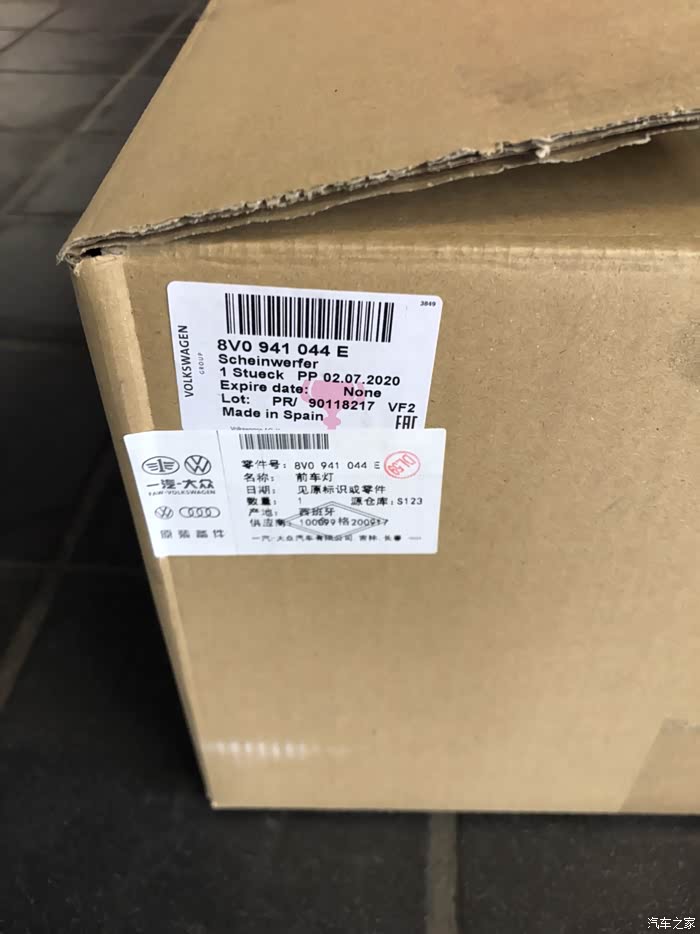 3849
VOLKSWAGEN
GROUP
8V0 941 044 E
Scheinwerfer
1 Stueck PP 02.07.2020
Expire date: None
Lot: PR/ 90118217 VF2
Made in Spain
EAC
一汽-大众
FAW-VOLKSWAGEN
原装备件
零件号: 8V0 941 044 E
DL59
名称: 前车灯
日期: 见原标识或零件
数量: 1 源仓库: S123
产地: 西班牙
供应商: 格200917
一汽-大众汽车有限公司 吉林.长春
汽车之家